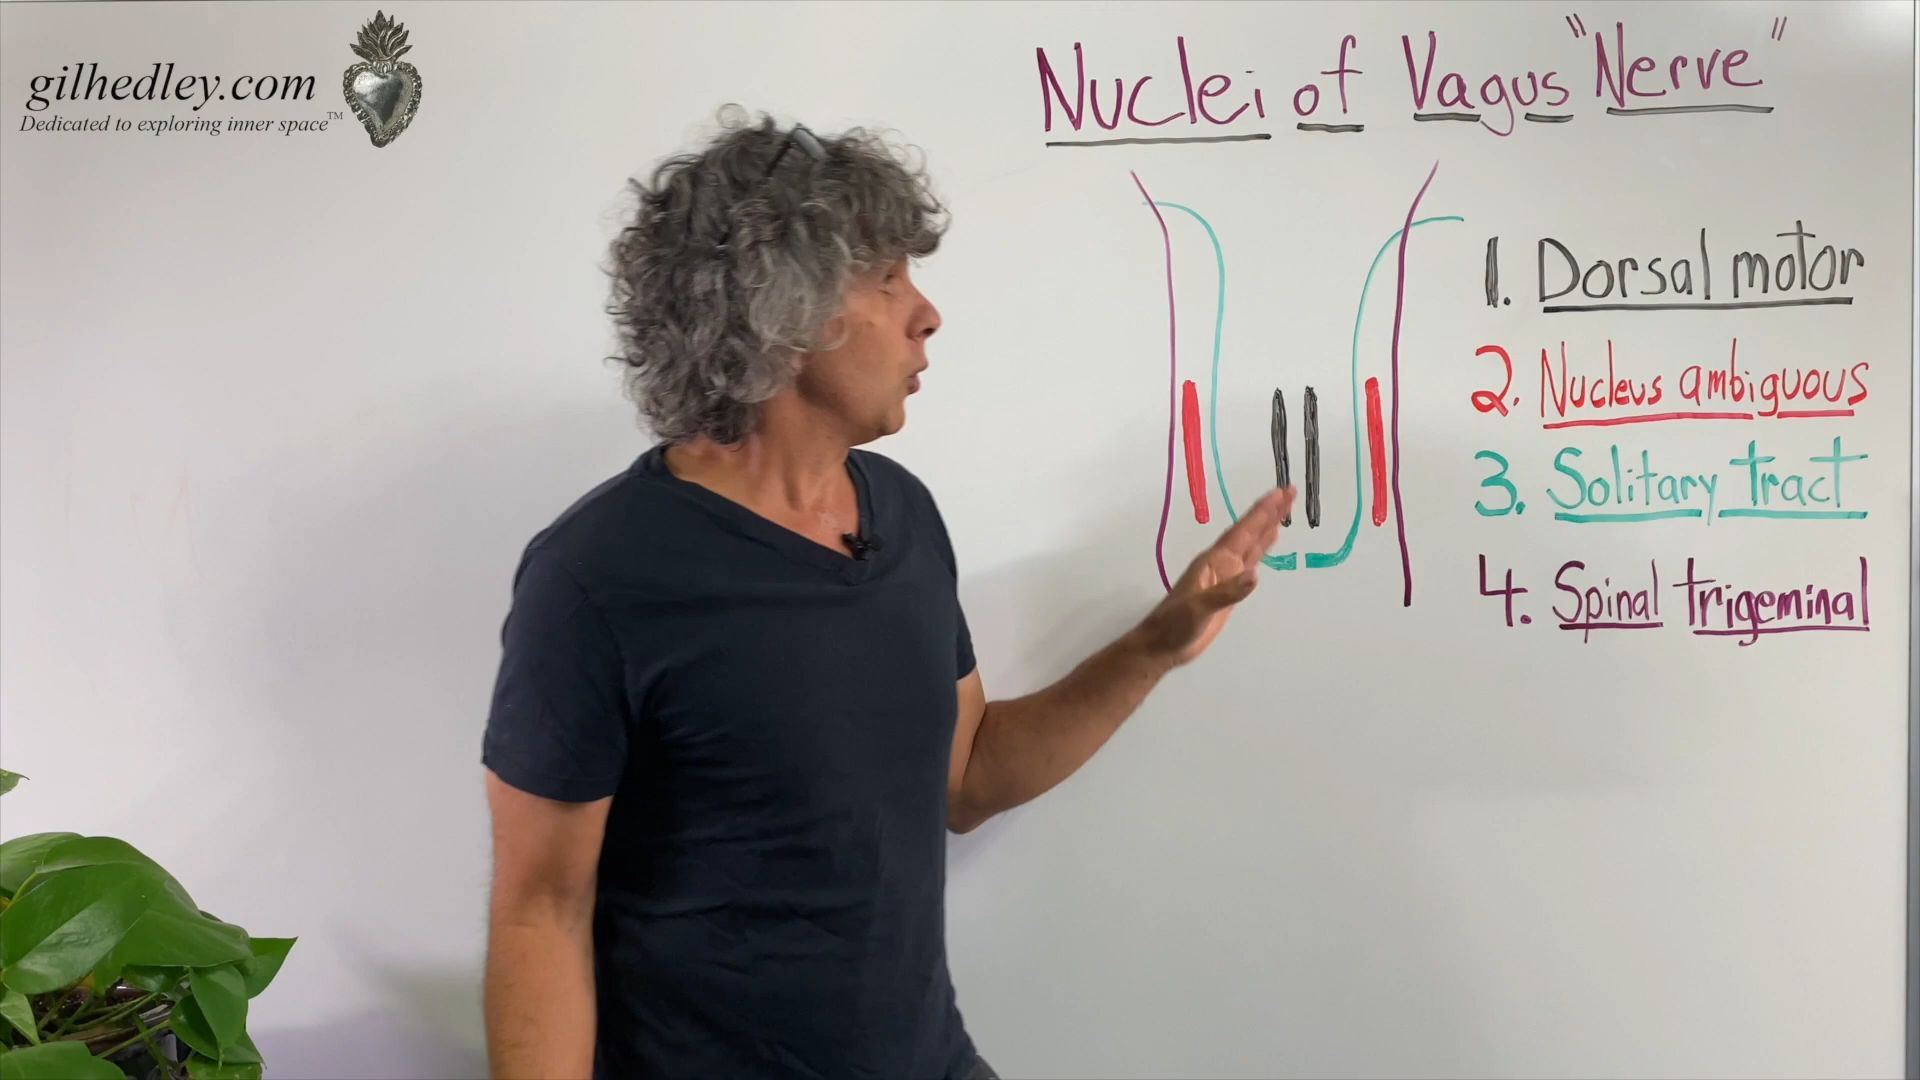 gilhedley.com
Dedicated to exploring inner space™
Nuclei of Vagus "Nerve"
1. Dorsal motor
2. Nucleus ambiguous
3. Solitary tract
4. Spinal trigeminal